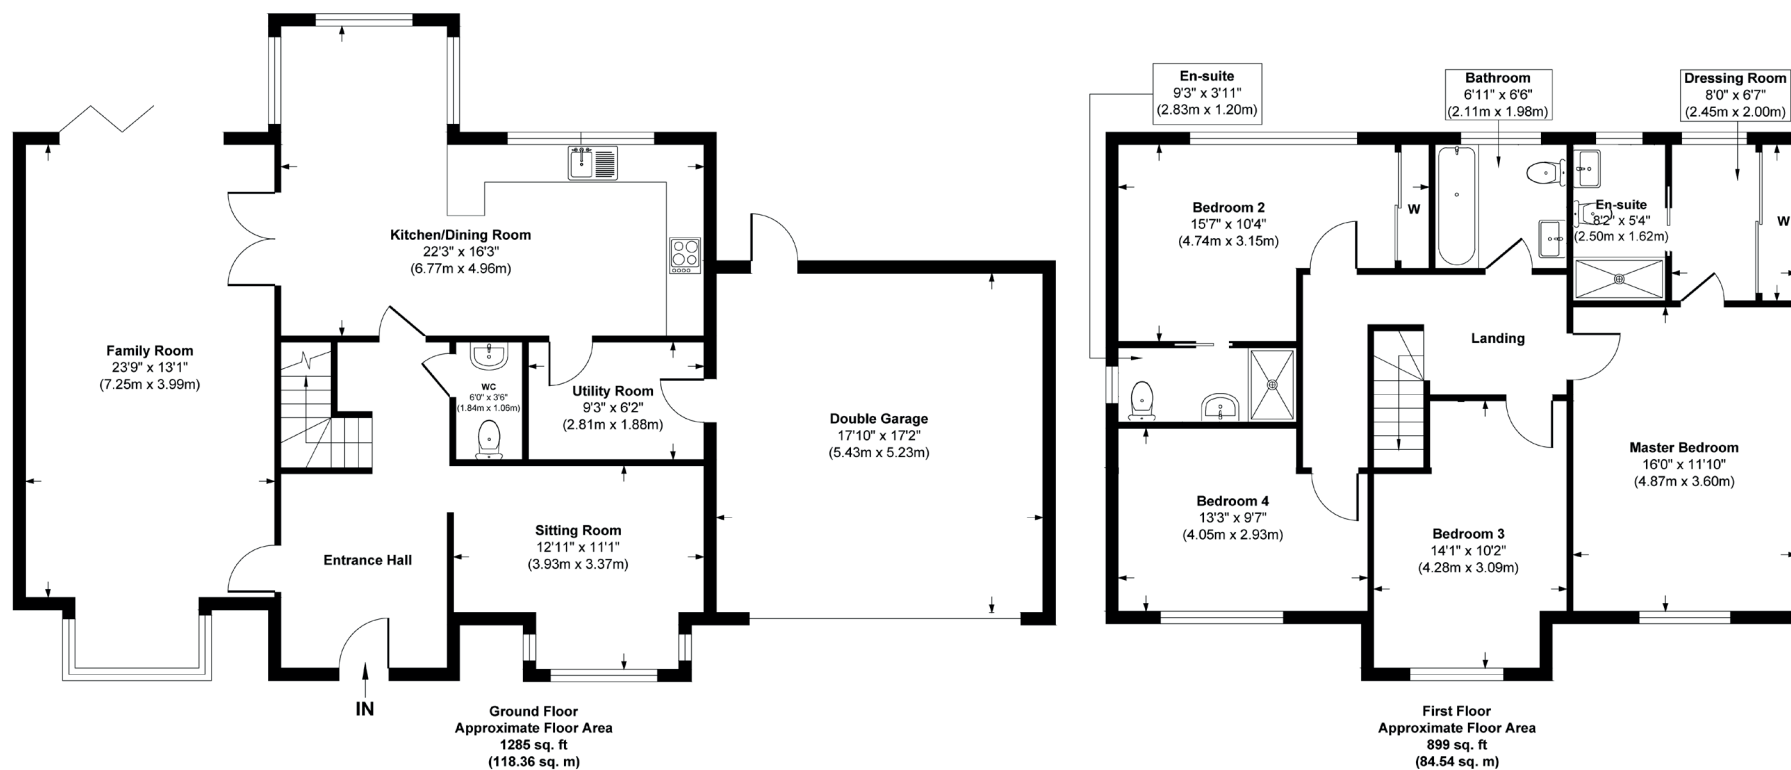 En-suite
9'3" x 3'11"
(2.83m x 1.20m)
Bathroom
6'11" x 6'6"
(2.11m x 1.98m)
Dressing Room
8'0" x 6'7"
(2.45m x 2.00m)
Kitchen/Dining Room
22'3" x 16'3"
(6.77m x 4.96m)
Family Room
23'9" x 13'1"
(7.25m x 3.99m)
WC
6'0" x 3'6"
(1.84m x 1.06m)
Utility Room
9'3" x 6'2"
(2.81m x 1.88m)
Double Garage
17'10" x 17'2"
(5.43m x 5.23m)
Sitting Room
12'11" x 11'1"
(3.93m x 3.37m)
Entrance Hall
IN
Ground Floor
Approximate Floor Area
1285 sq. ft
(118.36 sq. m)
Bedroom 2
15'7" x 10'4"
(4.74m x 3.15m)
W
En-suite
8'2" x 5'4"
(2.50m x 1.62m)
W
Landing
Master Bedroom
16'0" x 11'10"
(4.87m x 3.60m)
Bedroom 4
13'3" x 9'7"
(4.05m x 2.93m)
Bedroom 3
14'1" x 10'2"
(4.28m x 3.09m)
First Floor
Approximate Floor Area
899 sq. ft
(84.54 sq. m)